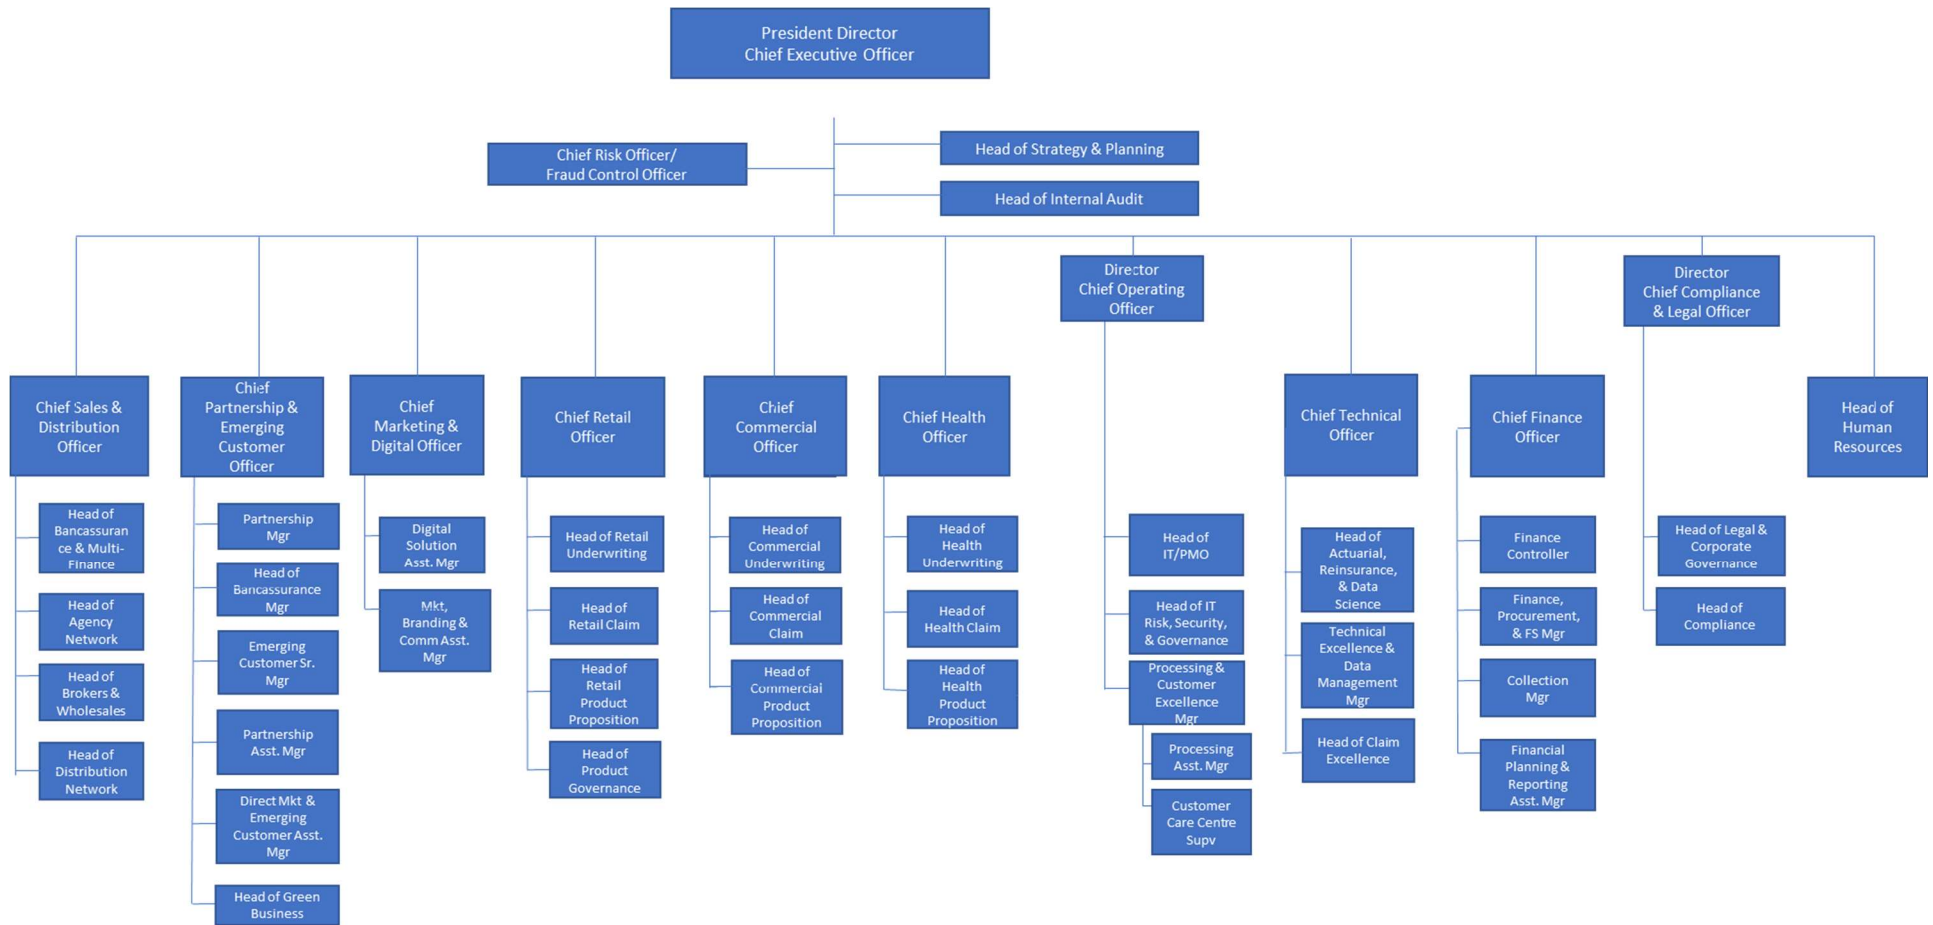 President Director
Chief Executive Officer
Chief Risk Officer/
Fraud Control Officer
Head of Strategy & Planning
Head of Internal Audit
Director
Chief Operating
Officer
Director
Chief Compliance
& Legal Officer
Chief Sales &
Distribution
Officer
Chief
Partnership &
Emerging
Customer
Officer
Chief
Marketing &
Digital Officer
Chief Retail
Officer
Chief
Commercial
Officer
Chief Health
Officer
Chief Technical
Officer
Chief Finance
Officer
Head of
Human
Resources
Head of
Bancassuran
ce & Multi-
Finance
Head of
Agency
Network
Head of
Brokers &
Wholesales
Head of
Distribution
Network
Partnership
Mgr
Head of
Bancassurance
Mgr
Emerging
Customer Sr.
Mgr
Partnership
Asst. Mgr
Direct Mkt &
Emerging
Customer Asst.
Mgr
Head of Green
Business
Digital
Solution
Asst. Mgr
Mkt,
Branding &
Comm Asst.
Mgr
Head of Retail
Underwriting
Head of
Retail Claim
Head of
Retail
Product
Proposition
Head of
Product
Governance
Head of
Commercial
Underwriting
Head of
Commercial
Claim
Head of
Commercial
Product
Proposition
Head of
Health
Underwriting
Head of
Health Claim
Head of
Health
Product
Proposition
Head of
IT/PMO
Head of IT
Risk, Security,
& Governance
Processing &
Customer
Excellence
Mgr
Processing
Asst. Mgr
Customer
Care Centre
Supv
Head of
Actuarial,
Reinsurance,
& Data
Science
Technical
Excellence &
Data
Management
Mgr
Head of Claim
Excellence
Finance
Controller
Finance,
Procurement,
& FS Mgr
Collection
Mgr
Financial
Planning &
Reporting
Asst. Mgr
Head of Legal &
Corporate
Governance
Head of
Compliance